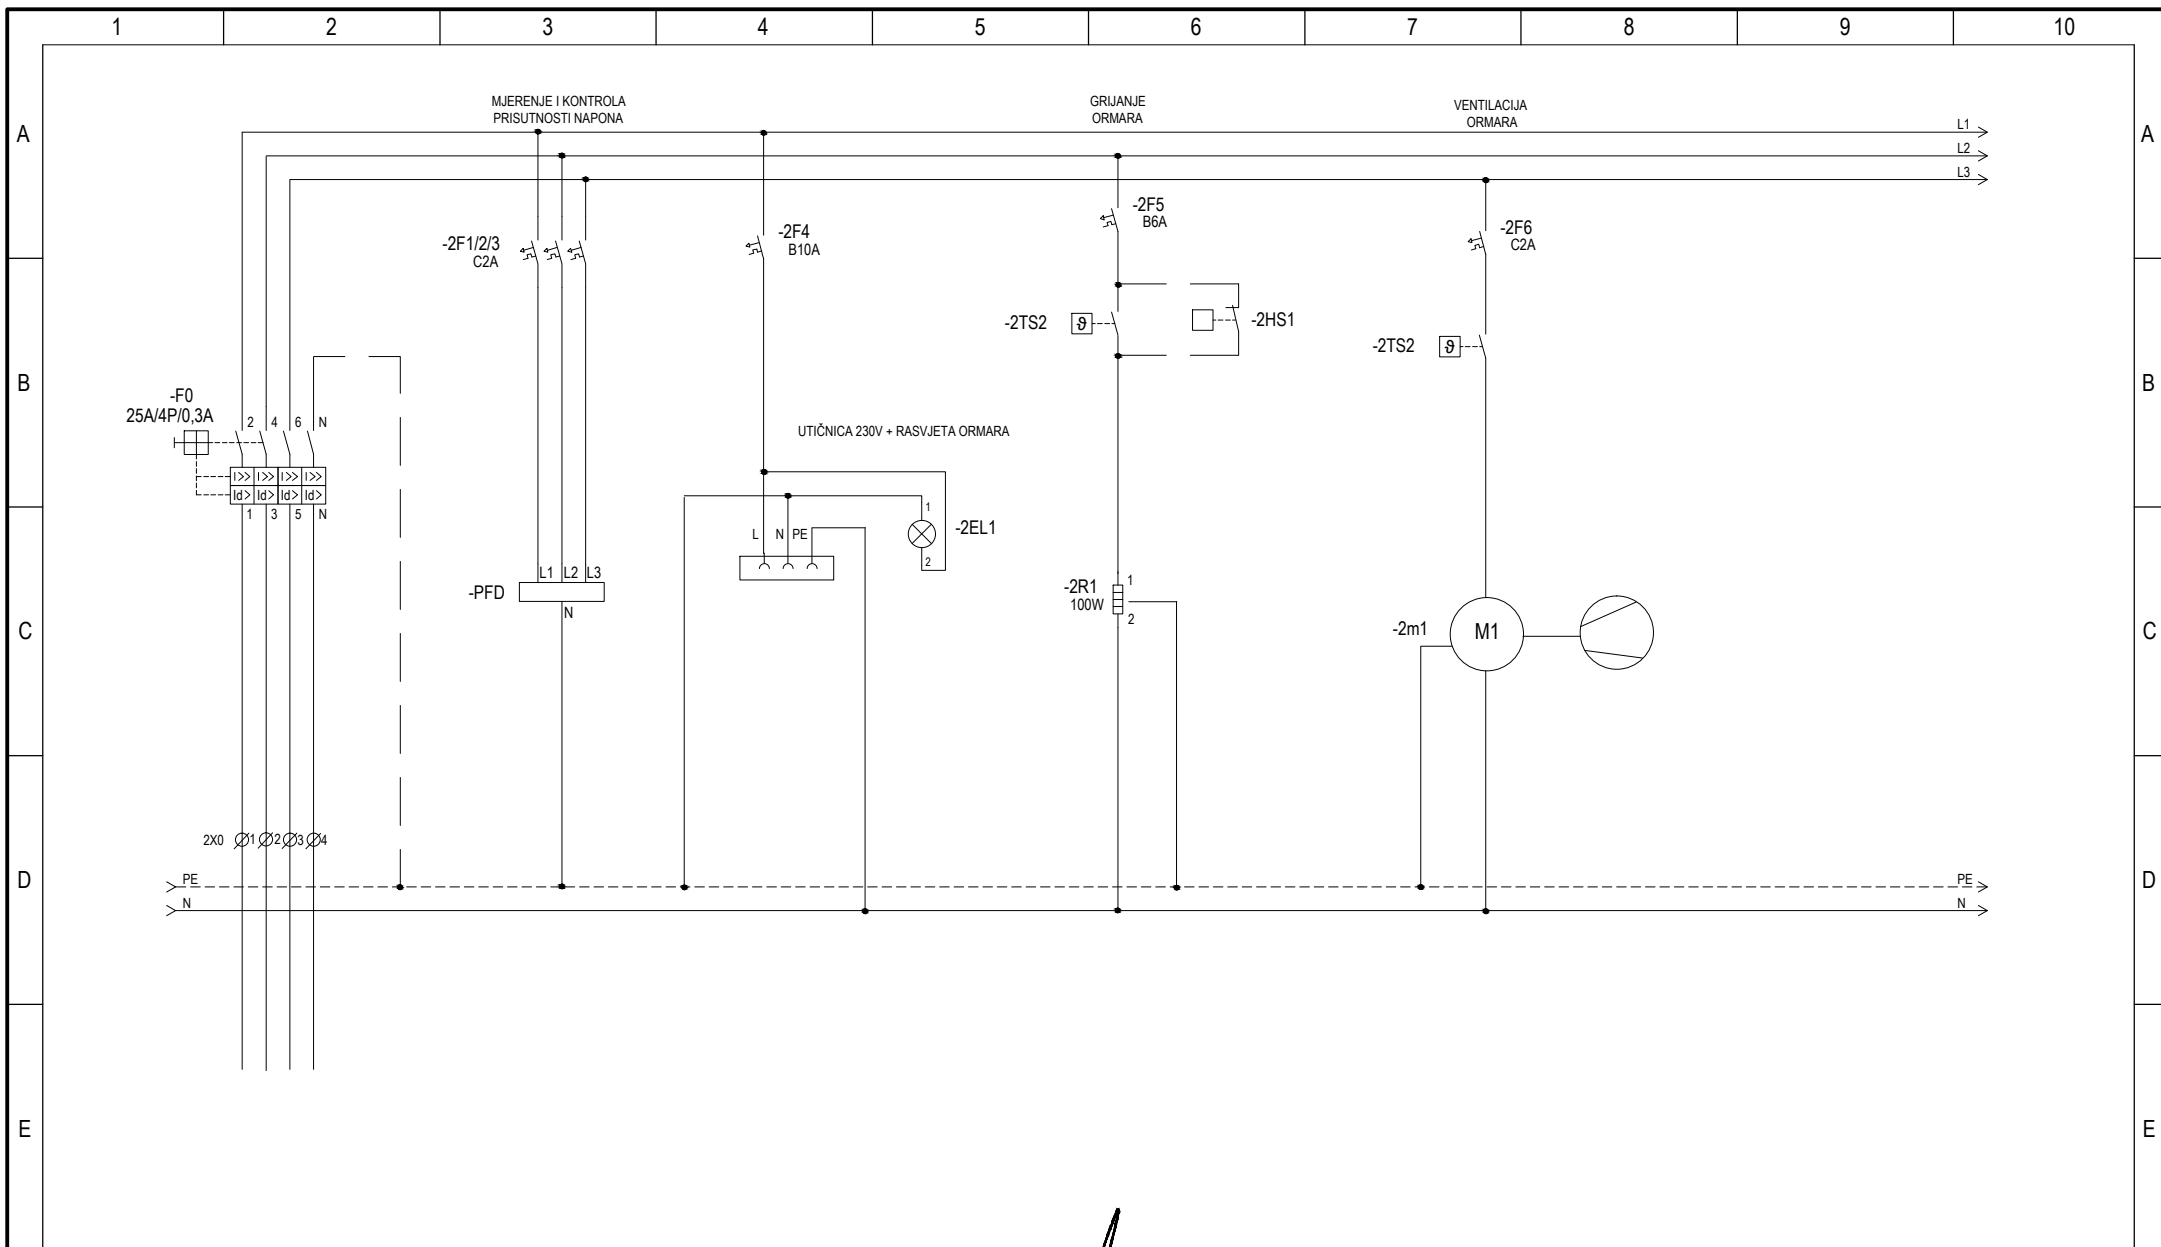 1 2 3 4 5 6 7 8 9 10
MJERENJE I KONTROLA
PRISUTNOSTI NAPONA
GRIJANJE
ORMARA
VENTILACIJA
ORMARA
A
A
L1
L2
L3
-2F1/2/3
C2A
-2F4
B10A
-2F5
B6A
-2F6
C2A
-2TS2
ϑ
-2HS1
-2TS2
ϑ
B
B
-F0
25A/4P/0,3A
2 4 6 N
I>> I>> I>> I>>
Id> Id> Id> Id>
1 3 5 N
UTIČNICA 230V + RASVJETA ORMARA
L N PE
1
-2EL1
2
L1 L2 L3
-PFD
N
-2R1
100W
1
2
-2m1
M1
C
C
2X0 1 2 3 4
D
D
PE
PE
N
N
E
E